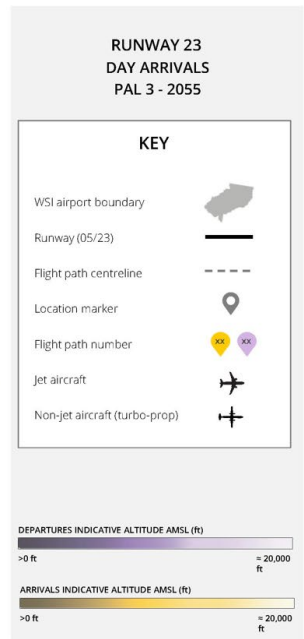 RUNWAY 23
DAY ARRIVALS
PAL 3 - 2055
KEY
WSI airport boundary
Runway (05/23)
Flight path centreline
Location marker
Flight path number
XX XX
Jet aircraft
Non-jet aircraft (turbo-prop)
DEPARTURES INDICATIVE ALTITUDE AMSL (ft)
>0 ft ≈ 20,000
ft
ARRIVALS INDICATIVE ALTITUDE AMSL (ft)
>0 ft ≈ 20,000
ft